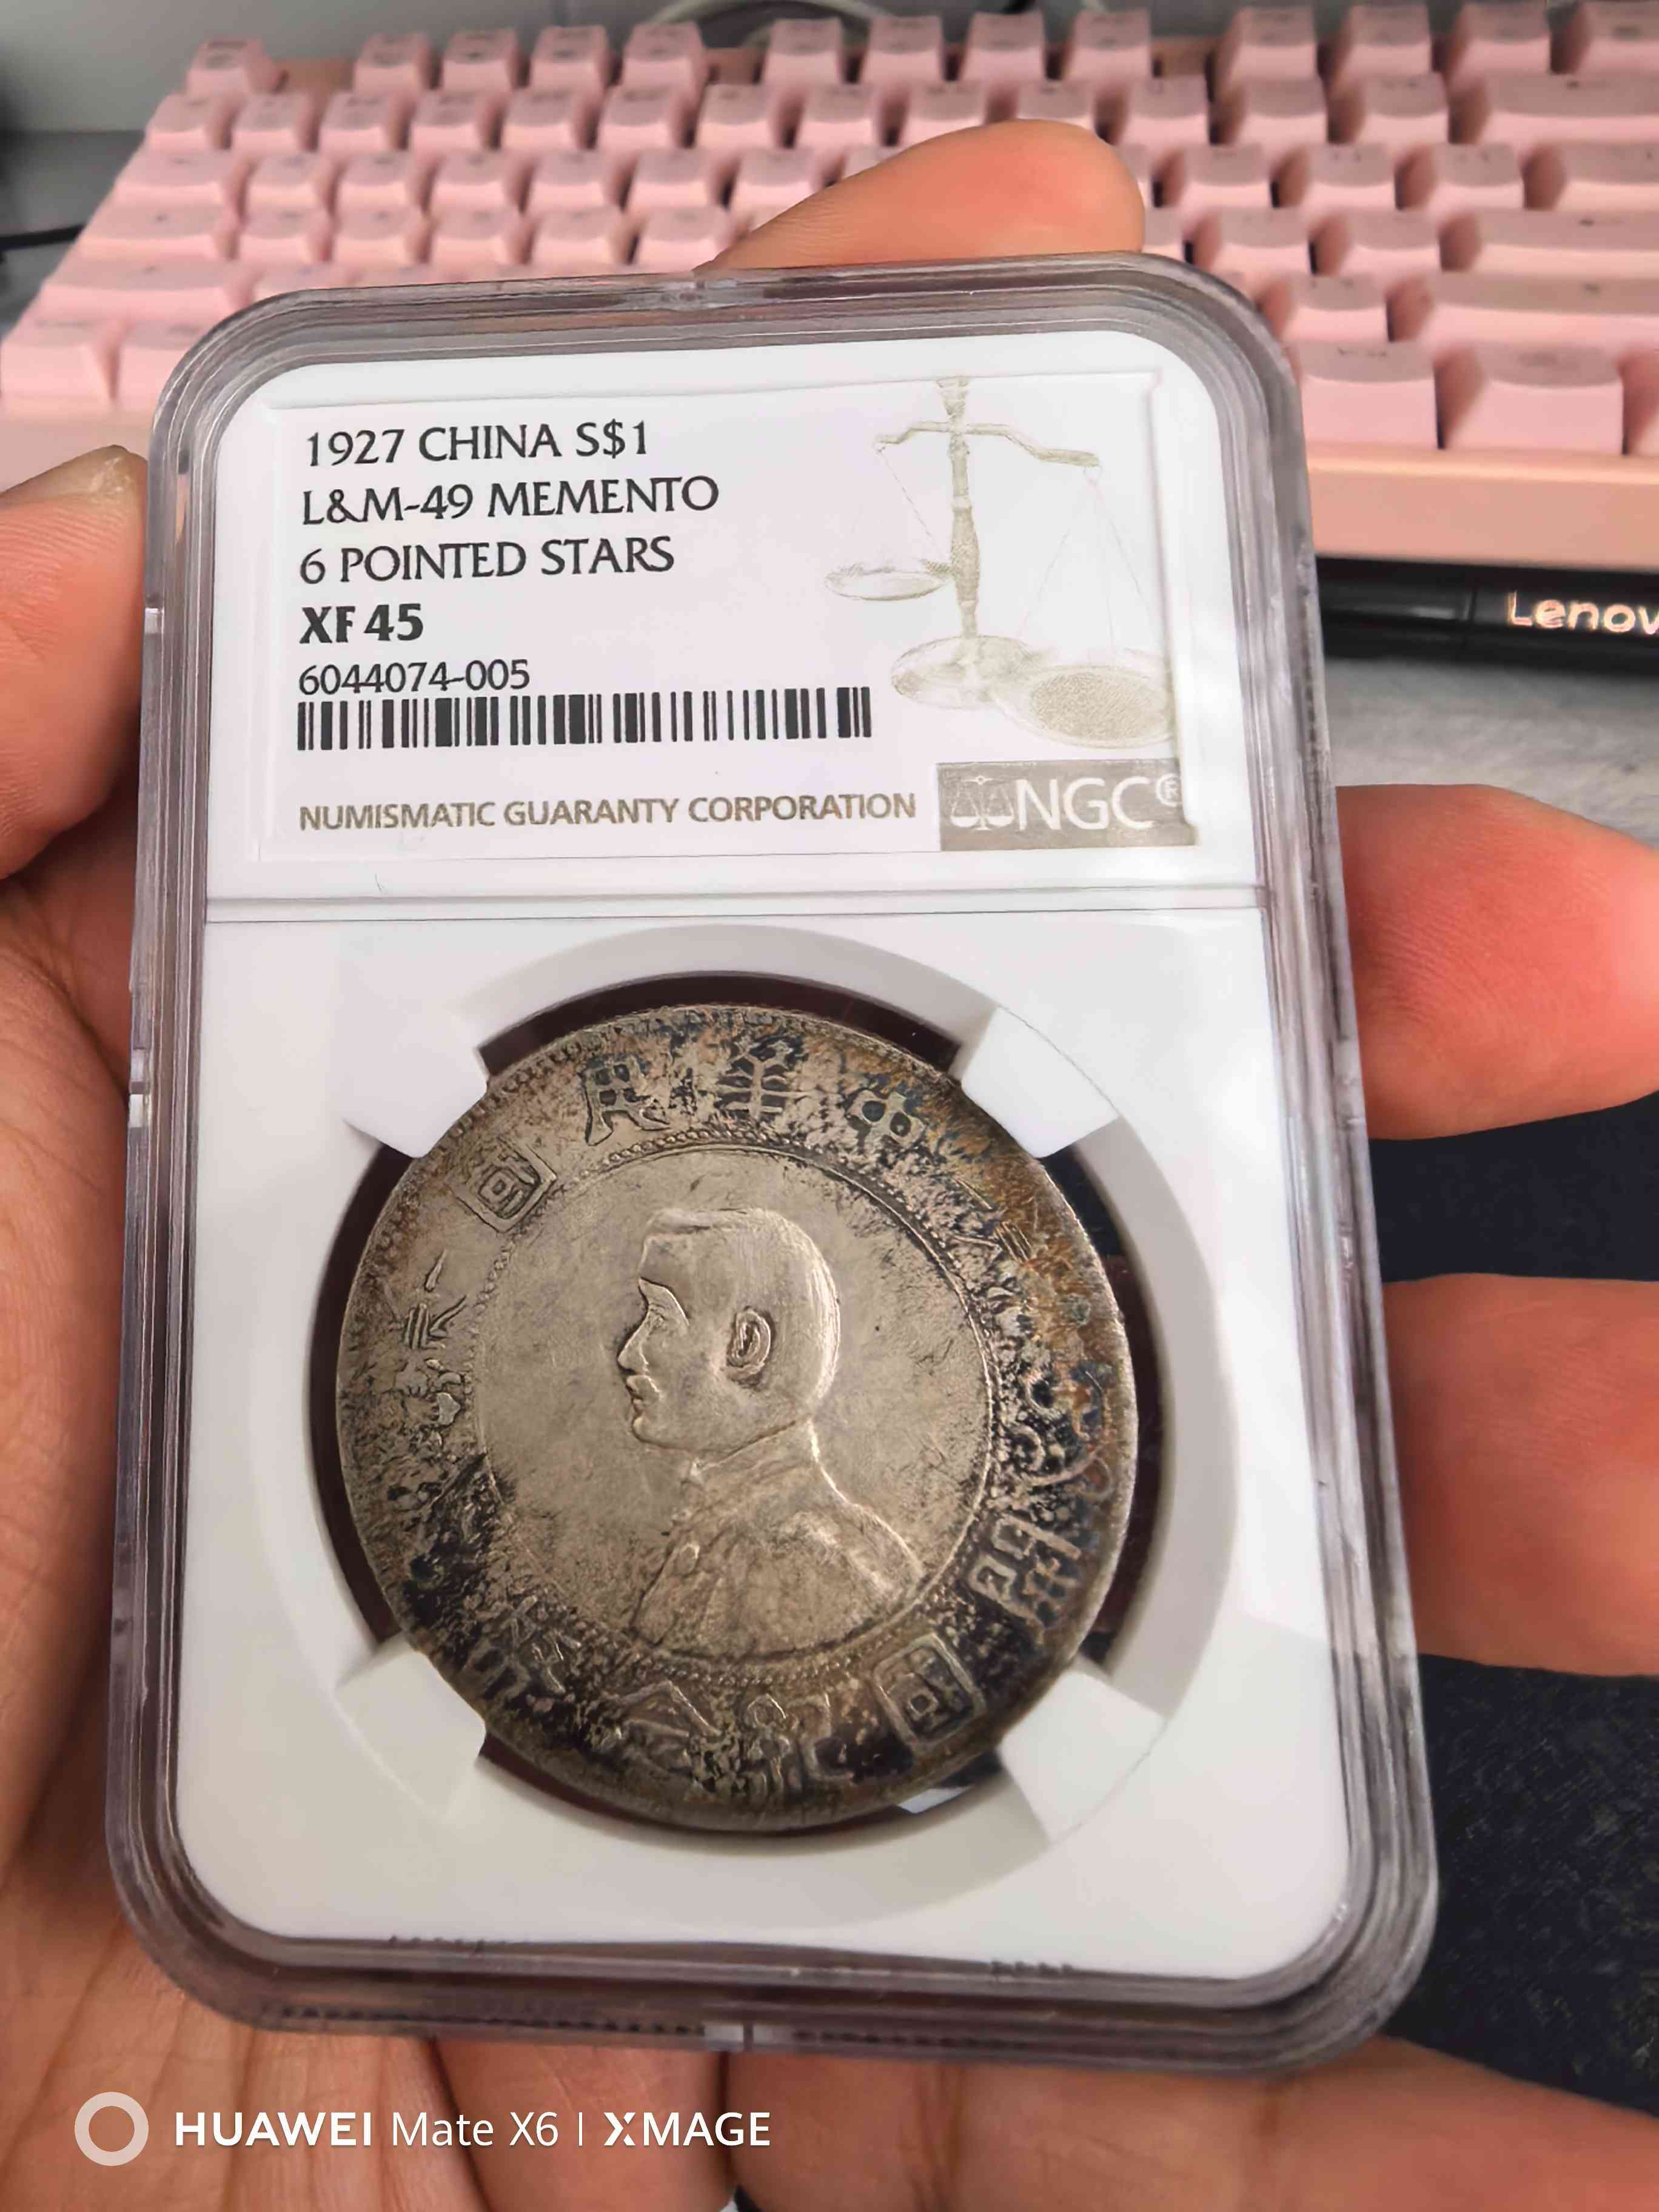 1927 CHINA S$1
L&M-49 MEMENTO
6 POINTED STARS
XF 45
6044074-005
NUMISMATIC GUARANTY CORPORATION
NGC®
Lenov
國民華中
幣紀國開
HUAWEI Mate X6 | XMAGE